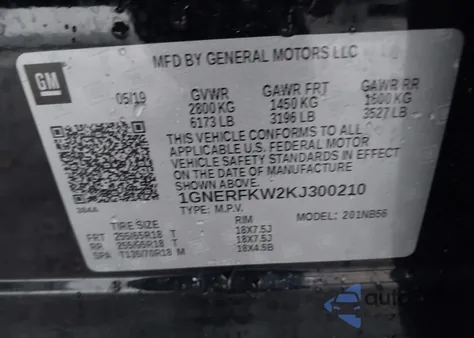 MFD BY GENERAL MOTORS LLC
GM
05/19
GVWR GAWR FRT GAWR RR
2800 KG 1450 KG 1600 KG
6173 LB 3196 LB 3527 LB
THIS VEHICLE CONFORMS TO ALL
APPLICABLE U.S. FEDERAL MOTOR
VEHICLE SAFETY STANDARDS IN EFFECT
ON THE DATE OF MANUFACTURE
SHOWN ABOVE.
1GNERFKW2KJ300210
TYPE: M.P.V. MODEL: 201NB56
TIRE SIZE RIM
FRT 255/65R18 T 18X7.5J
RR 255/65R18 T 18X7.5J
SPA T135/70R18 M 18X4.5B